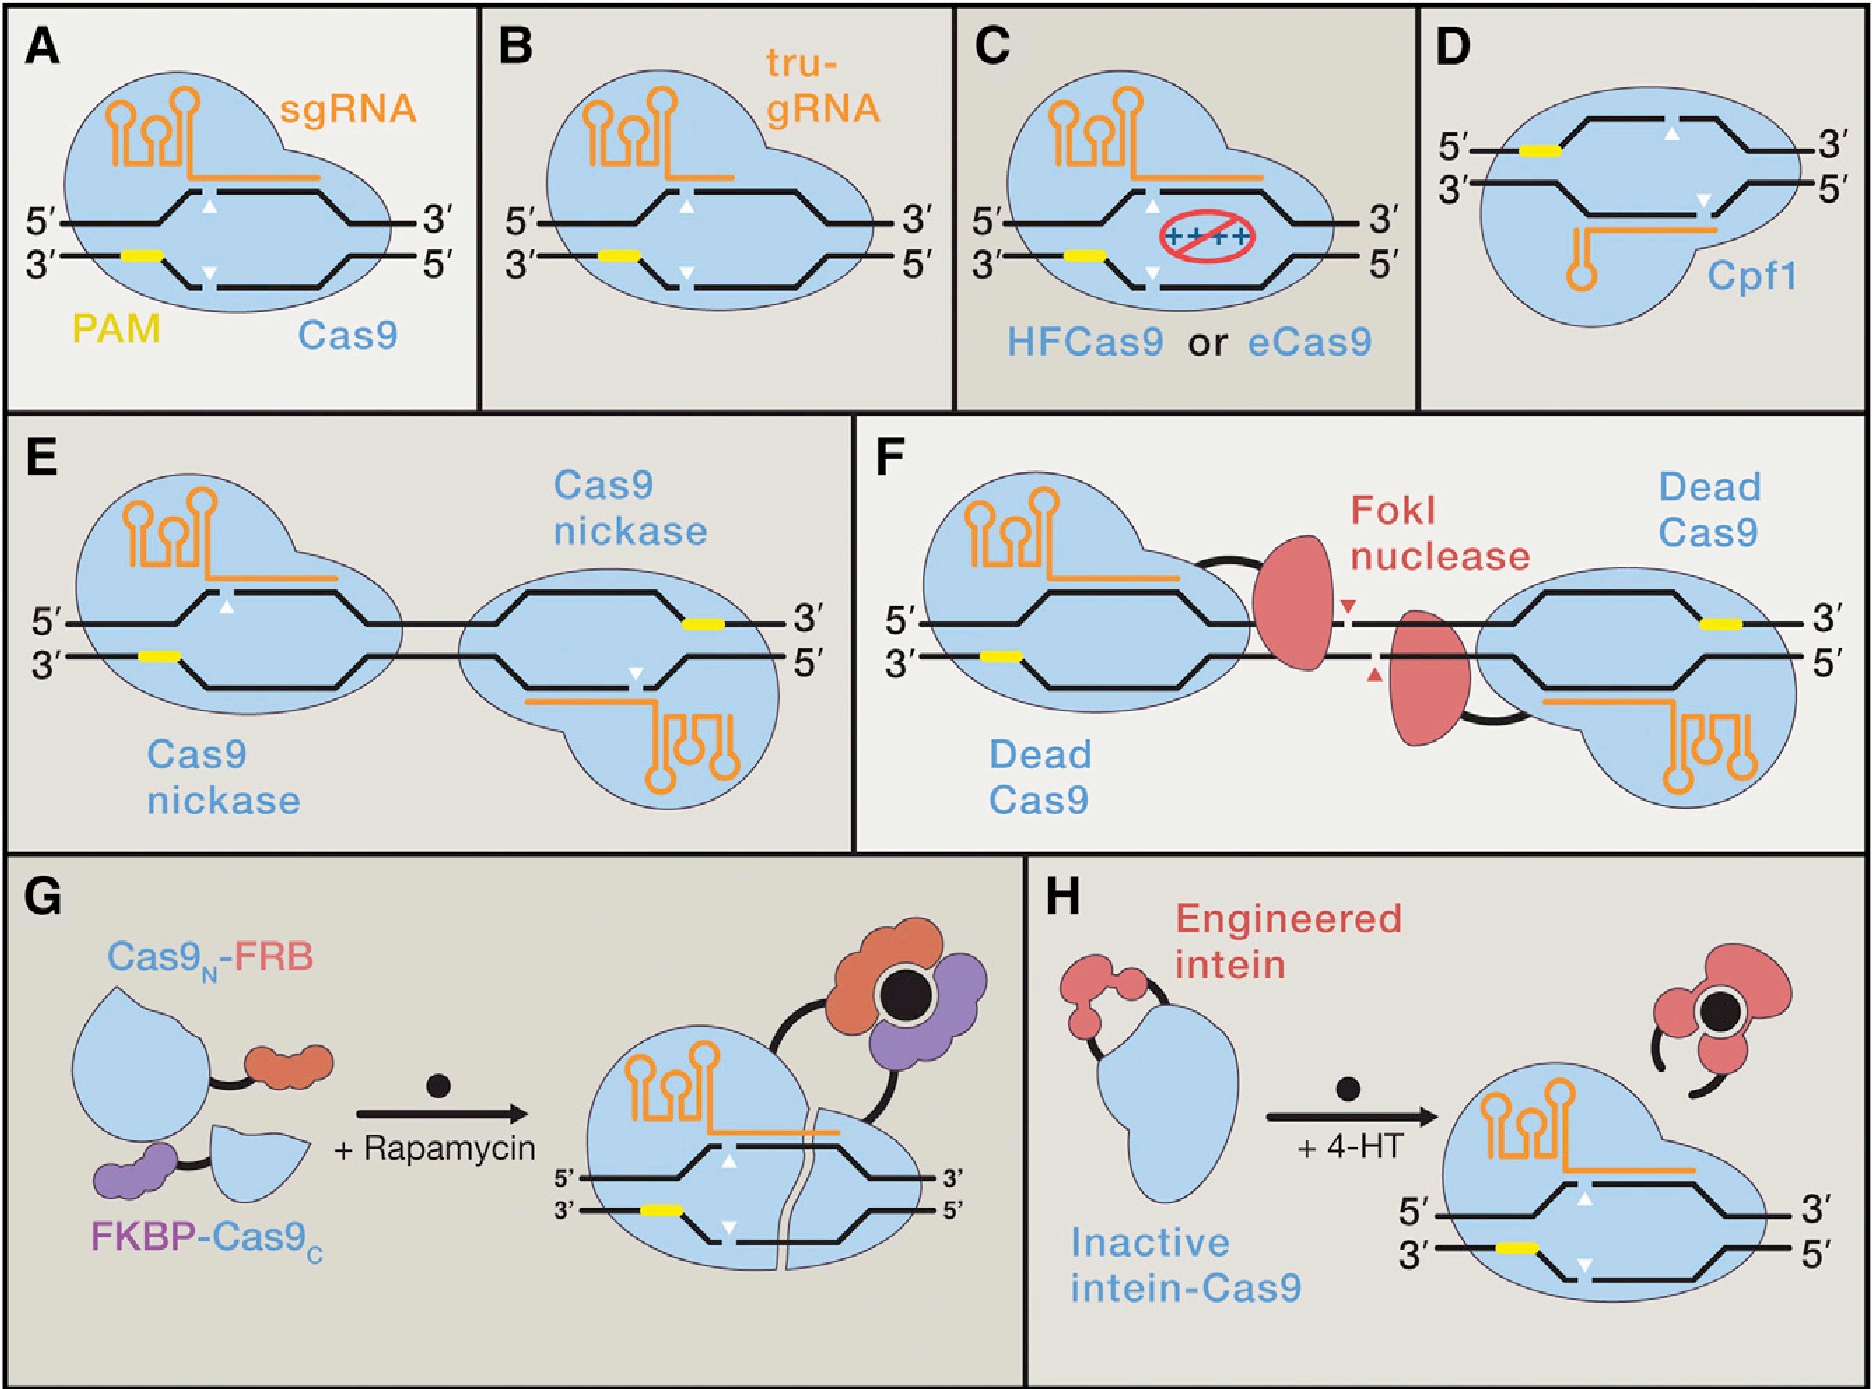 A
sgRNA
5′
3′
3′
5′
PAM
Cas9
B
tru-
gRNA
5′
3′
3′
5′
C
5′
3′
++++
3′
5′
HFCas9 or eCas9
D
5′
3′
3′
5′
Cpf1
E
Cas9
nickase
5′
3′
3′
5′
Cas9
nickase
F
FokI
nuclease
Dead
Cas9
5′
3′
3′
5′
Dead
Cas9
G
Cas9N-FRB
+ Rapamycin
5'
3'
3'
5'
FKBP-Cas9C
H
Engineered
intein
+ 4-HT
5′
3′
3′
5′
Inactive
intein-Cas9